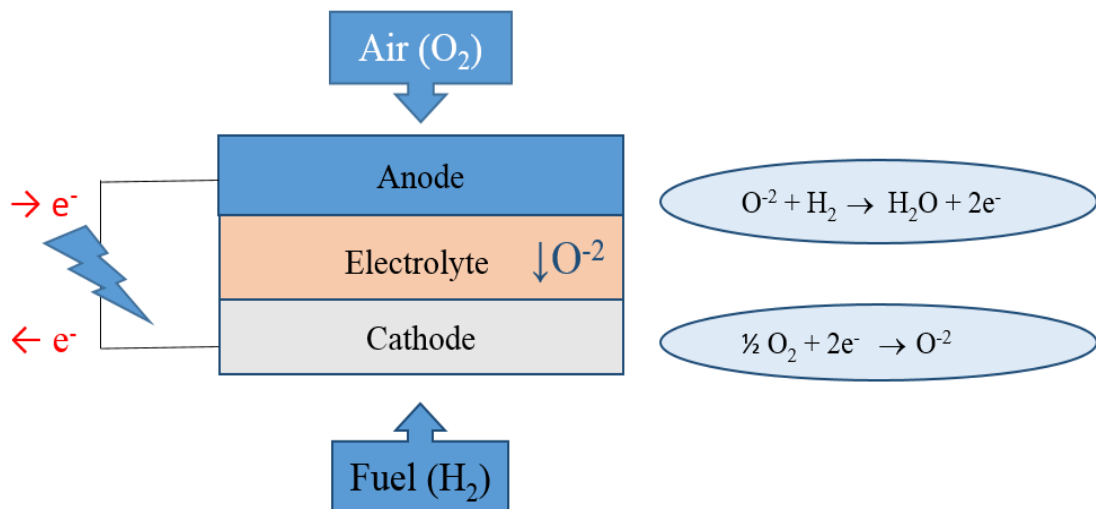 Air (O₂)
Anode
→ e⁻
O⁻² + H₂ → H₂O + 2e⁻
Electrolyte ↓O⁻²
← e⁻
Cathode
½ O₂ + 2e⁻ → O⁻²
Fuel (H₂)